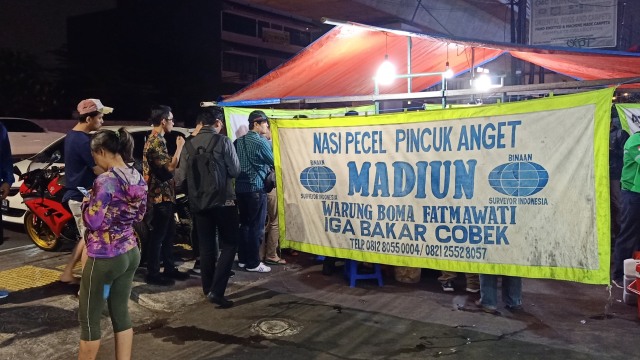 NASI PECEL PINCUK ANGET
BINAAN
SURVEYOR INDONESIA
MADIUN
BINAAN
SURVEYOR INDONESIA
WARUNG BOMA FATMAWATI
IGA BAKAR COBEK
TELP. 0812 8055 0004 / 0821 2552 8057